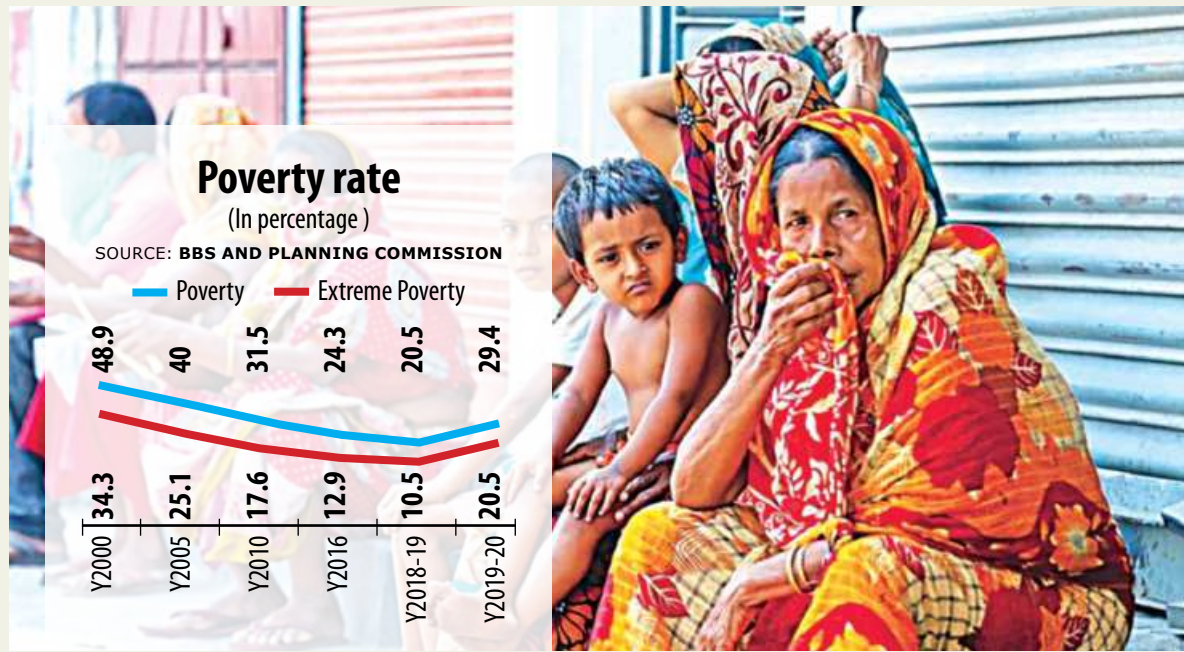 Poverty rate
(In percentage )
SOURCE: BBS AND PLANNING COMMISSION
Poverty Extreme Poverty
48.9 40 31.5 24.3 20.5 29.4
34.3 25.1 17.6 12.9 10.5 20.5
Y2000 Y2005 Y2010 Y2016 Y2018-19 Y2019-20